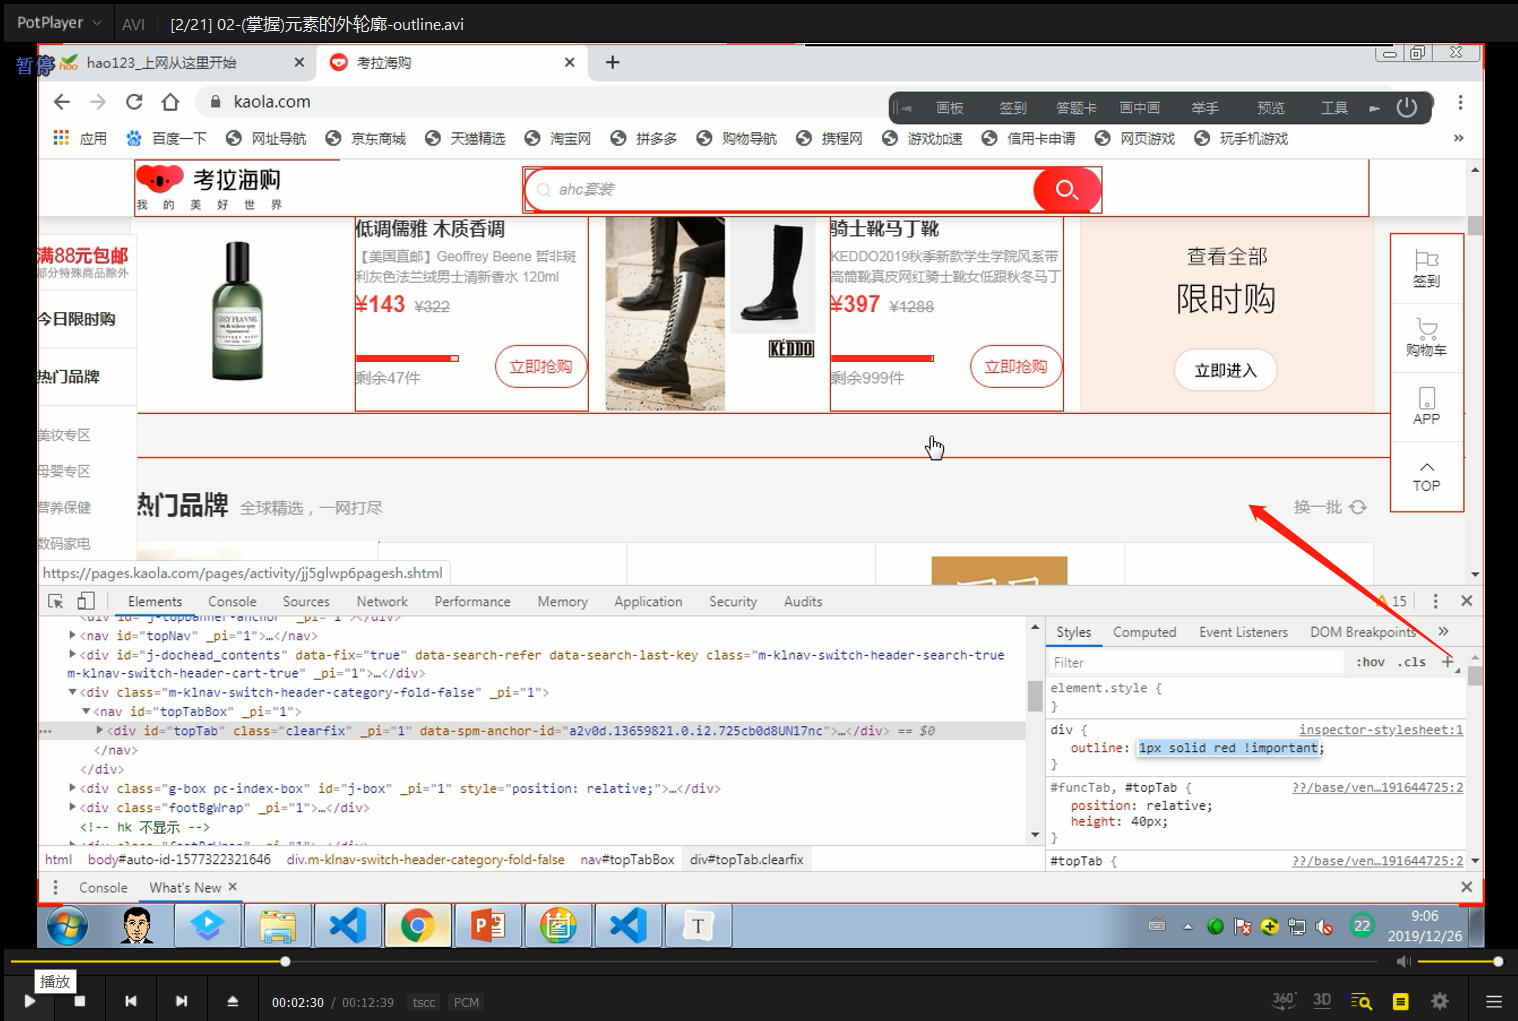 PotPlayer AVI [2/21] 02-(掌握)元素的外轮廓-outline.avi
暂停
hao123_上网从这里开始 考拉海购
kaola.com
画板 签到 答题卡 画中画 举手 预览 工具
应用 百度一下 网址导航 京东商城 天猫精选 淘宝网 拼多多 购物导航 携程网 游戏加速 信用卡申请 网页游戏 玩手机游戏 »
考拉海购
我的美好世界
ahc套装
满88元包邮
部分特殊商品除外
今日限时购
热门品牌
美妆专区
母婴专区
营养保健
数码家电
GREY FLANNEL
低调儒雅 木质香调
【美国直邮】Geoffrey Beene 哲非斑
利灰色法兰绒男士清新香水 120ml
¥143 ¥322
剩余47件
立即抢购
KEDDO
骑士靴马丁靴
KEDDO2019秋季新款学生学院风系带
高筒靴真皮网红骑士靴女低跟秋冬马丁
¥397 ¥1288
剩余999件
立即抢购
查看全部
限时购
立即进入
签到
购物车
APP
TOP
热门品牌 全球精选，一网打尽
换一批
https://pages.kaola.com/pages/activity/jj5glwp6pagesh.shtml
Elements Console Sources Network Performance Memory Application Security Audits 15
<div id="j-topbanner-anchor" _pi="1"></div>
<nav id="topNav" _pi="1">…</nav>
<div id="j-dochead_contents" data-fix="true" data-search-refer data-search-last-key class="m-klnav-switch-header-search-true
m-klnav-switch-header-cart-true" _pi="1">…</div>
<div class="m-klnav-switch-header-category-fold-false" _pi="1">
<nav id="topTabBox" _pi="1">
<div id="topTab" class="clearfix" _pi="1" data-spm-anchor-id="a2v0d.13659821.0.i2.725cb0d8UN17nc">…</div> == $0
</nav>
</div>
<div class="g-box pc-index-box" id="j-box" _pi="1" style="position: relative;">…</div>
<div class="footBgWrap" _pi="1">…</div>
<!-- hk 不显示 -->
html body#auto-id-1577322321646 div.m-klnav-switch-header-category-fold-false nav#topTabBox div#topTab.clearfix
Styles Computed Event Listeners DOM Breakpoints »
Filter :hov .cls +
element.style {
}
div { inspector-stylesheet:1
outline: 1px solid red !important;
}
#funcTab, #topTab { ??/base/ven…191644725:2
position: relative;
height: 40px;
}
#topTab { ??/base/ven…191644725:2
Console What's New
T
22
9:06
2019/12/26
播放
00:02:30 / 00:12:39 tscc PCM
360° 3D